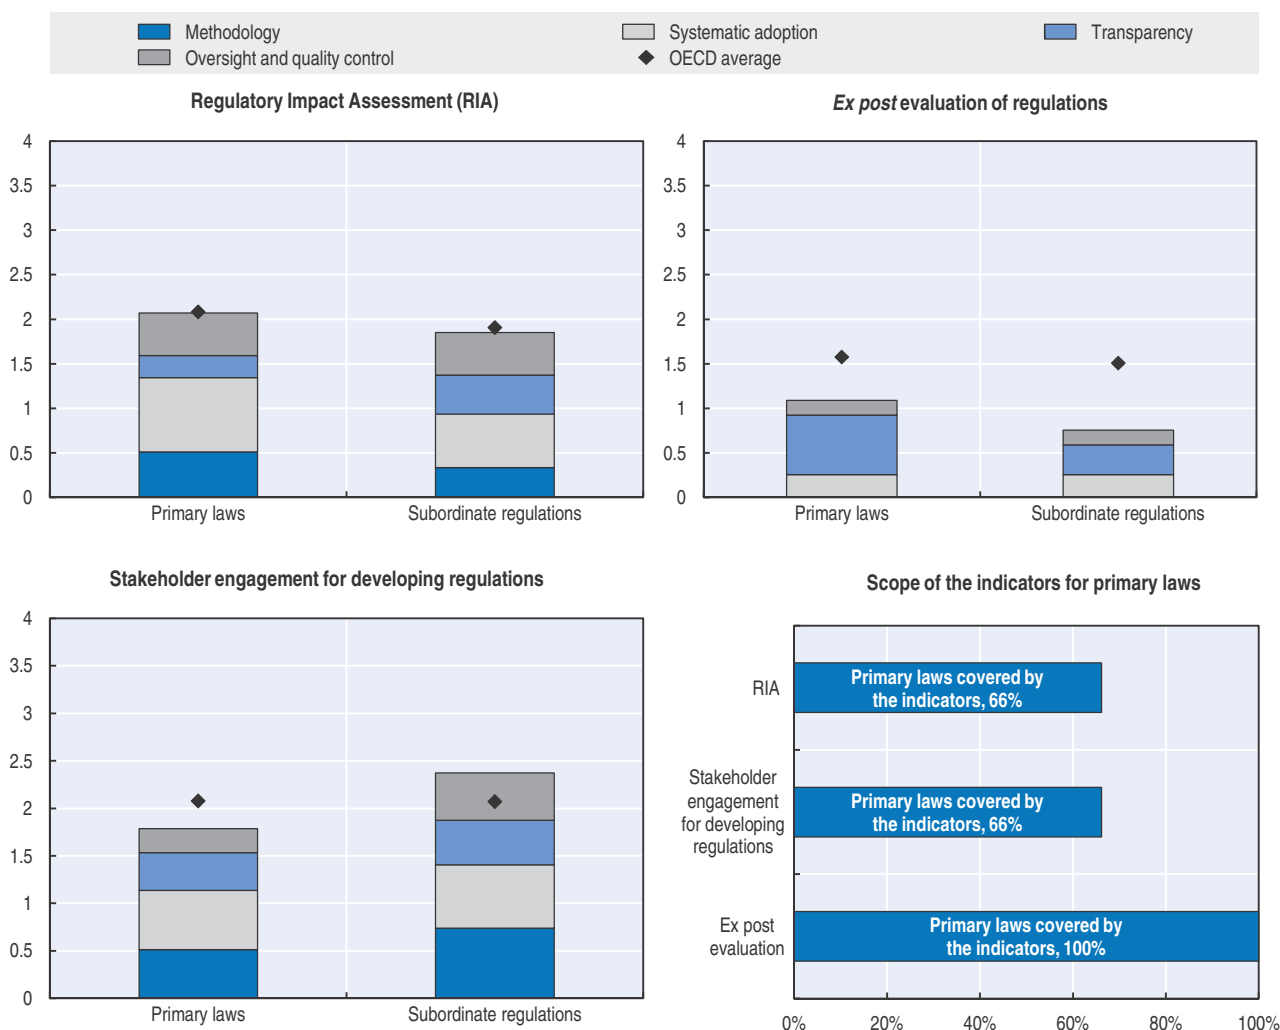 Methodology
Systematic adoption
Transparency
Oversight and quality control
OECD average
Regulatory Impact Assessment (RIA)
4
3.5
3
2.5
2
1.5
1
0.5
0
Primary laws
Subordinate regulations
Ex post evaluation of regulations
4
3.5
3
2.5
2
1.5
1
0.5
0
Primary laws
Subordinate regulations
Stakeholder engagement for developing regulations
4
3.5
3
2.5
2
1.5
1
0.5
0
Primary laws
Subordinate regulations
Scope of the indicators for primary laws
RIA
Primary laws covered by
the indicators, 66%
Stakeholder
engagement
for developing
regulations
Primary laws covered by
the indicators, 66%
Ex post
evaluation
Primary laws covered by
the indicators, 100%
0%
20%
40%
60%
80%
100%